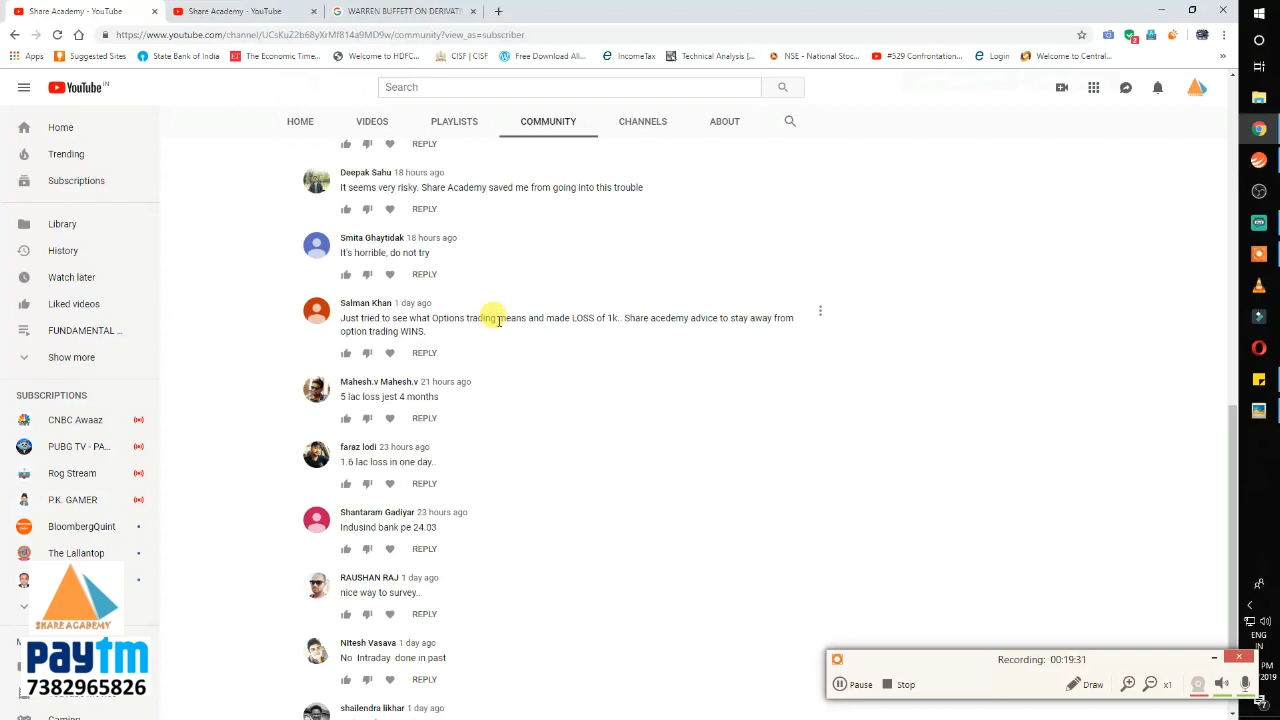 Share Academy - YouTube
Share Academy - YouTube
WARREN BUFFETT ON DERIVATI
https://www.youtube.com/channel/UCsKuZ2b68yXrMf814a9MD9w/community?view_as=subscriber
Apps
Suggested Sites
State Bank of India
The Economic Time...
Welcome to HDFC...
CISF | CISF
Download All...
IncomeTax
Technical Analysis [...
NSE - National Stoc...
#529 Confrontation...
Login
Welcome to Central...
YouTube IN
Search
HOME
VIDEOS
PLAYLISTS
COMMUNITY
CHANNELS
ABOUT
Home
Trending
Subscriptions
Library
History
Watch later
Liked videos
FUNDAMENTAL ...
Show more
SUBSCRIPTIONS
CNBC Awaaz
PUBG TV - PA...
Rog Stream
P.K. GAMER
BloombergQuint
The Lallantop
SHARE ACADEMY
paytm
7382965826
REPLY
Deepak Sahu 18 hours ago
It seems very risky. Share Academy saved me from going into this trouble
REPLY
Smita Ghaytidak 18 hours ago
It's horrible, do not try
REPLY
Salman Khan 1 day ago
Just tried to see what Options trading means and made LOSS of 1k.. Share acedemy advice to stay away from
option trading WINS.
REPLY
Mahesh.v Mahesh.v 21 hours ago
5 lac loss jest 4 months
REPLY
faraz lodi 23 hours ago
1.6 lac loss in one day..
REPLY
Shantaram Gadiyar 23 hours ago
Indusind bank pe 24.03
REPLY
RAUSHAN RAJ 1 day ago
nice way to survey..
REPLY
Nitesh Vasava 1 day ago
No Intraday done in past
REPLY
shailendra likhar 1 day ago
Recording: 00:19:31
Pause
Stop
Draw
x1
ENG
IN
PM
2019